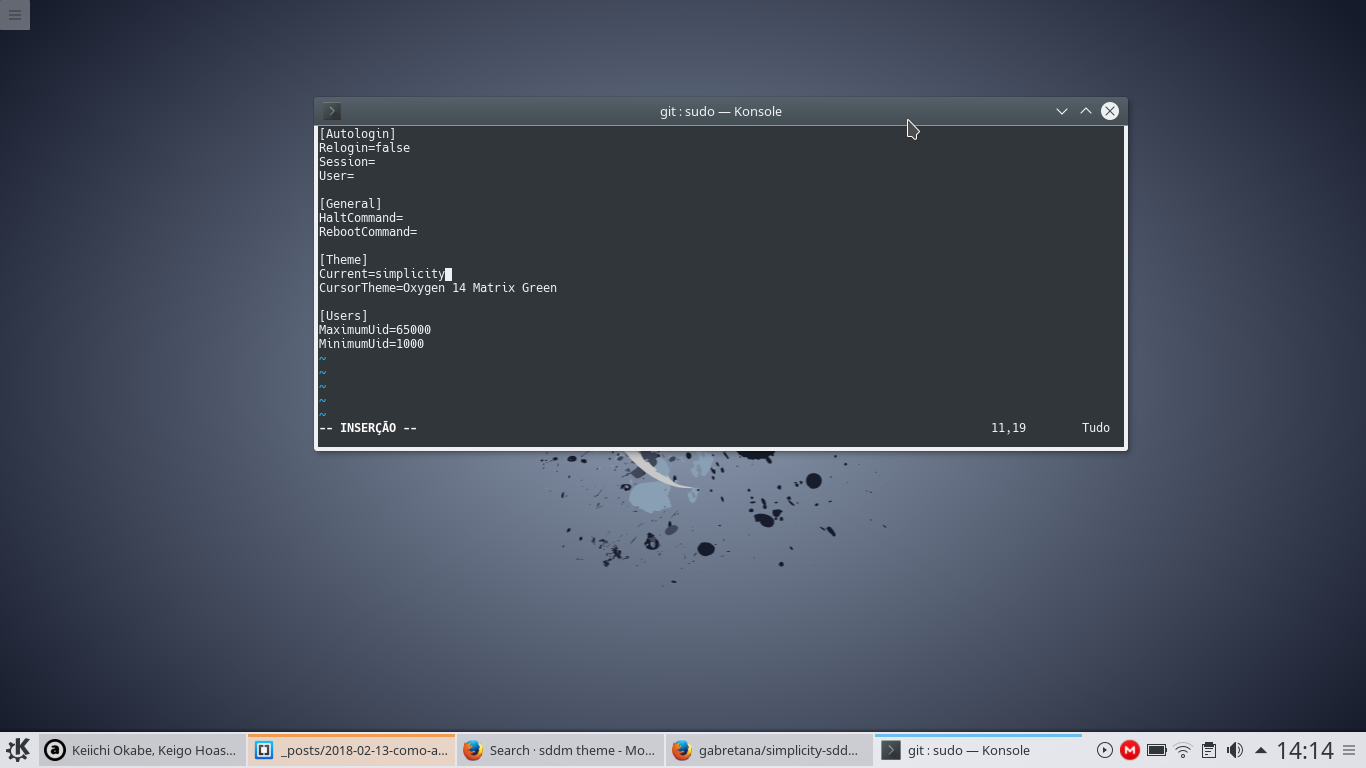 git : sudo — Konsole
[Autologin]
Relogin=false
Session=
User=
[General]
HaltCommand=
RebootCommand=
[Theme]
Current=simplicity
CursorTheme=Oxygen 14 Matrix Green
[Users]
MaximumUid=65000
MinimumUid=1000
~
~
~
~
~
-- INSERÇÃO -- 11,19 Tudo
Keiichi Okabe, Keigo Hoas... _posts/2018-02-13-como-a... Search · sddm theme - Mo... gabretana/simplicity-sdd... git : sudo — Konsole 14:14